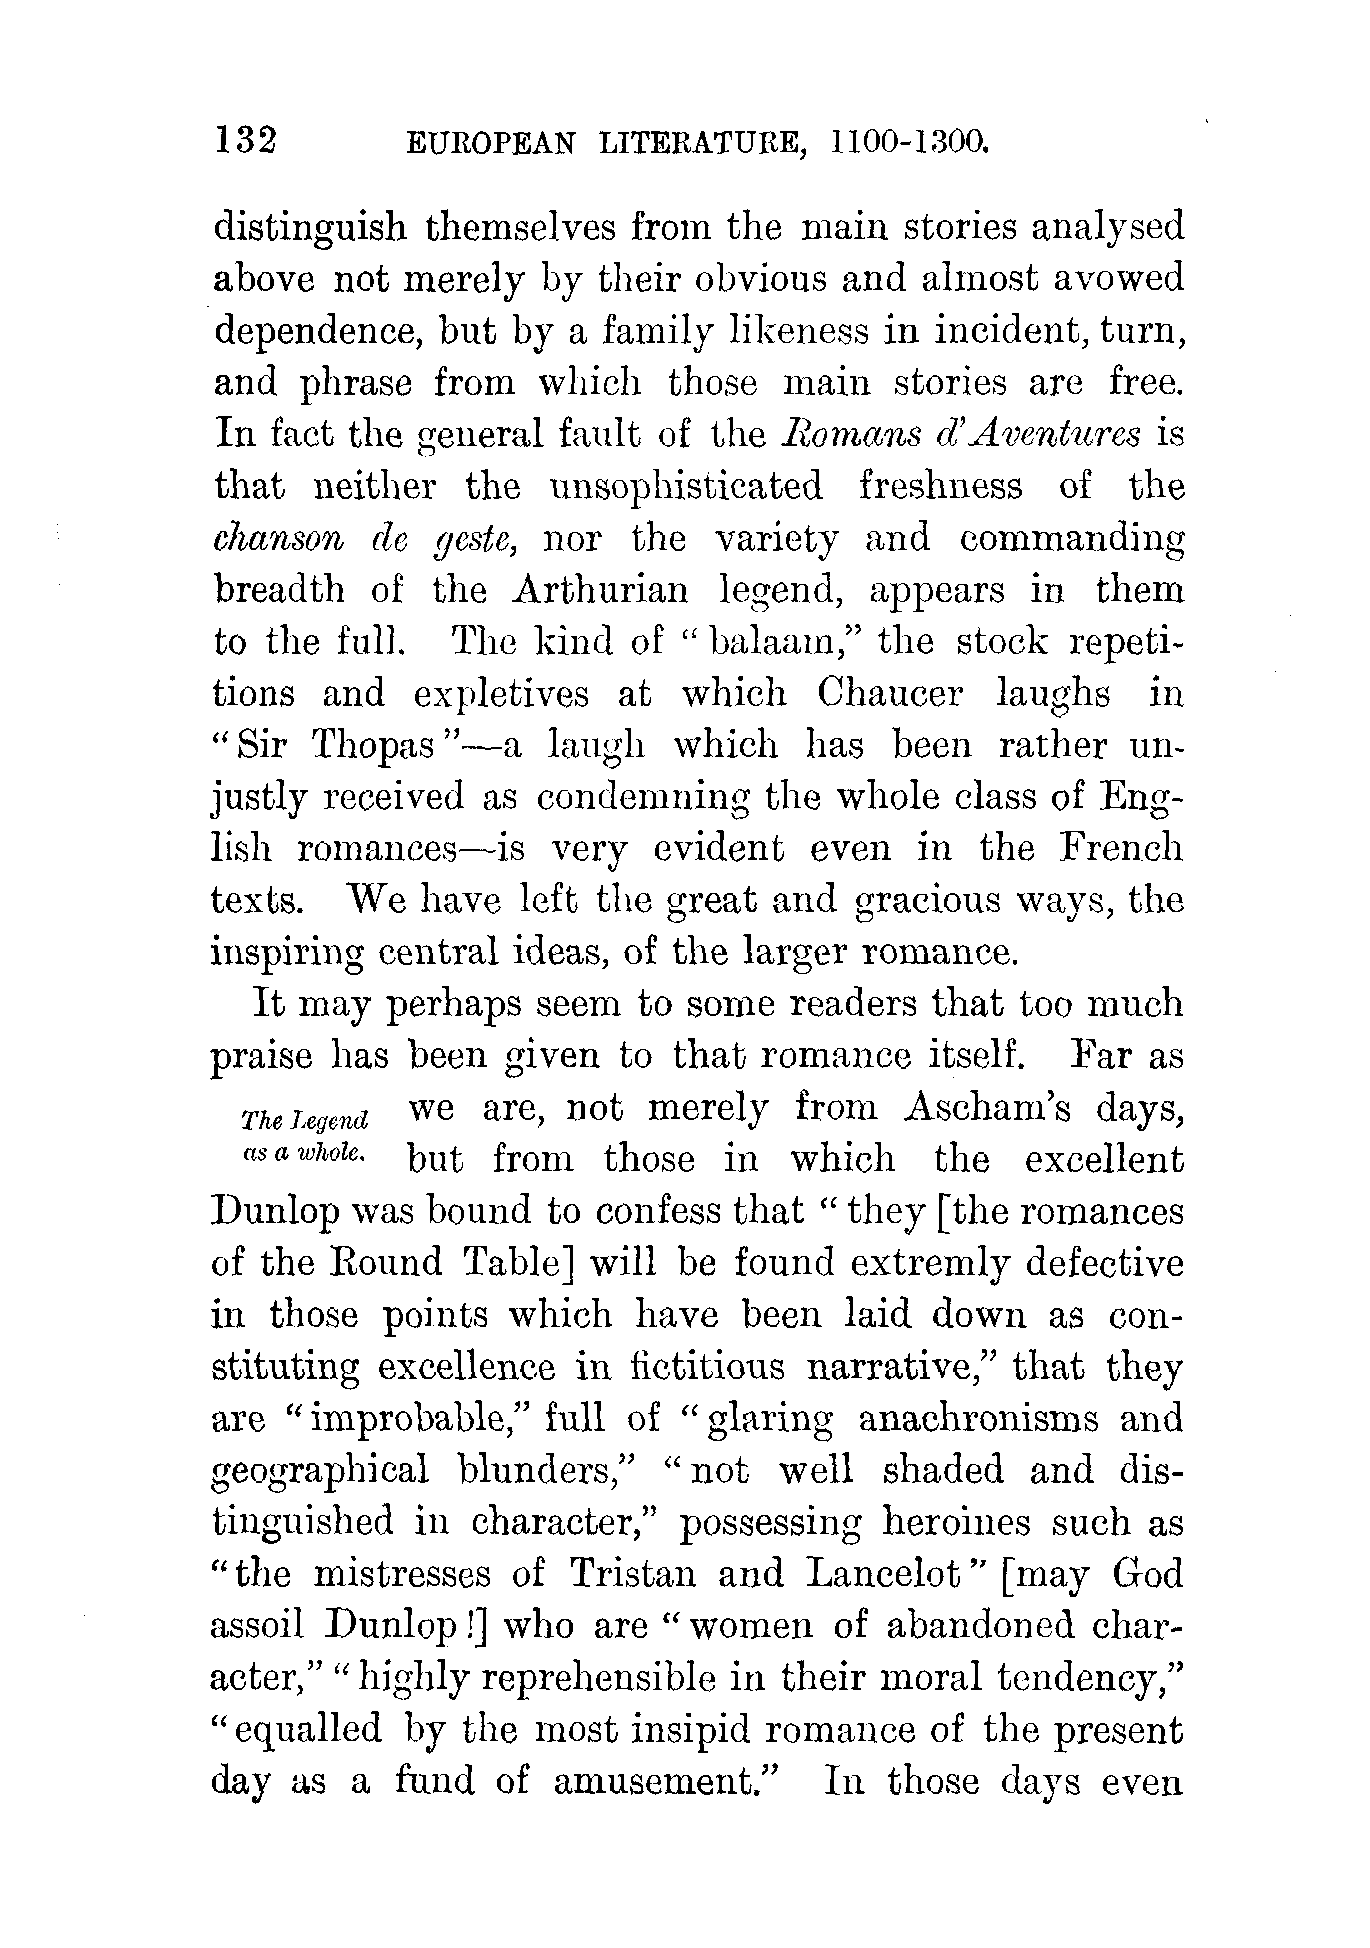 132 EUROPEAN LITERATURE, 1100-1300.
distinguish themselves from the main stories analysed
above not merely by their obvious and almost avowed
dependence, but by a family likeness in incident, turn,
and phrase from which those main stories are free.
In fact the general fault of the Romans d'Aventures is
that neither the unsophisticated freshness of the
chanson de geste, nor the variety and commanding
breadth of the Arthurian legend, appears in them
to the full. The kind of "balaam," the stock repeti-
tions and expletives at which Chaucer laughs in
"Sir Thopas"—a laugh which has been rather un-
justly received as condemning the whole class of Eng-
lish romances—is very evident even in the French
texts. We have left the great and gracious ways, the
inspiring central ideas, of the larger romance.
It may perhaps seem to some readers that too much
praise has been given to that romance itself. Far as
The Legend
as a whole.
we are, not merely from Ascham's days,
but from those in which the excellent
Dunlop was bound to confess that "they [the romances
of the Round Table] will be found extremly defective
in those points which have been laid down as con-
stituting excellence in fictitious narrative," that they
are "improbable," full of "glaring anachronisms and
geographical blunders," "not well shaded and dis-
tinguished in character," possessing heroines such as
"the mistresses of Tristan and Lancelot" [may God
assoil Dunlop!] who are "women of abandoned char-
acter," "highly reprehensible in their moral tendency,"
"equalled by the most insipid romance of the present
day as a fund of amusement." In those days even